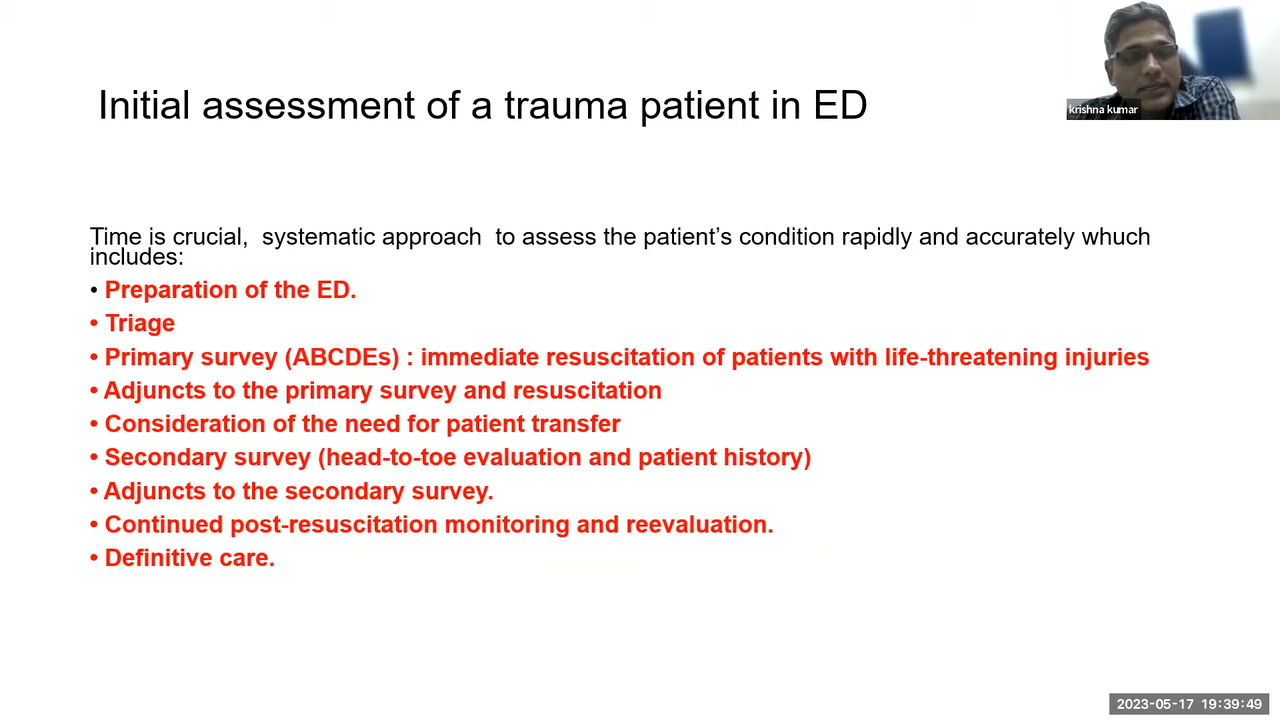 Initial assessment of a trauma patient in ED
krishna kumar
Time is crucial,  systematic approach  to assess the patient's condition rapidly and accurately whuch
includes:
• Preparation of the ED.
• Triage
• Primary survey (ABCDEs) : immediate resuscitation of patients with life-threatening injuries
• Adjuncts to the primary survey and resuscitation
• Consideration of the need for patient transfer
• Secondary survey (head-to-toe evaluation and patient history)
• Adjuncts to the secondary survey.
• Continued post-resuscitation monitoring and reevaluation.
• Definitive care.
2023-05-17 19:39:49